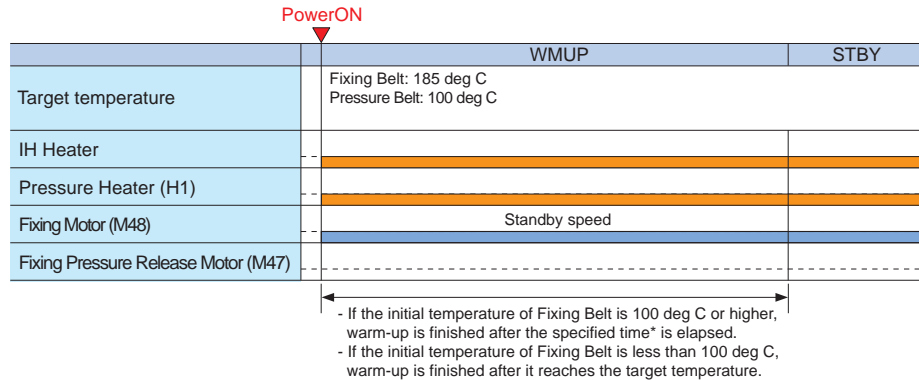 PowerON
WMUP
STBY
Target temperature
Fixing Belt: 185 deg C
Pressure Belt: 100 deg C
IH Heater
Pressure Heater (H1)
Fixing Motor (M48)
Standby speed
Fixing Pressure Release Motor (M47)
- If the initial temperature of Fixing Belt is 100 deg C or higher,
warm-up is finished after the specified time* is elapsed.
- If the initial temperature of Fixing Belt is less than 100 deg C,
warm-up is finished after it reaches the target temperature.